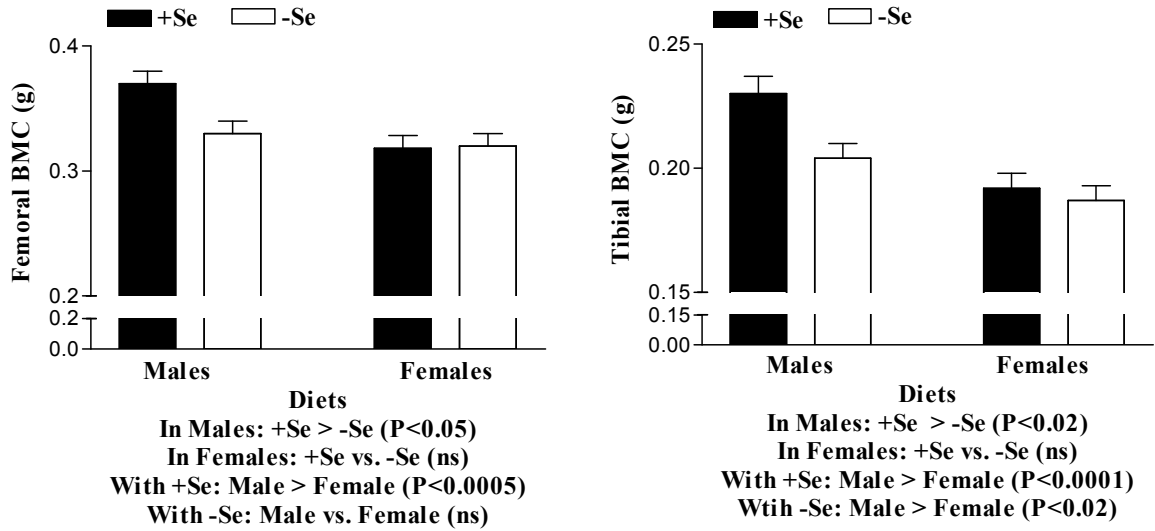 +Se -Se
Femoral BMC (g)
0.4
0.3
0.2
0.2
0.0
Males Females
Diets
In Males: +Se > -Se (P<0.05)
In Females: +Se vs. -Se (ns)
With +Se: Male > Female (P<0.0005)
With -Se: Male vs. Female (ns)
+Se -Se
Tibial BMC (g)
0.25
0.20
0.15
0.15
0.00
Males Females
Diets
In Males: +Se > -Se (P<0.02)
In Females: +Se vs. -Se (ns)
With +Se: Male > Female (P<0.0001)
Wtih -Se: Male > Female (P<0.02)